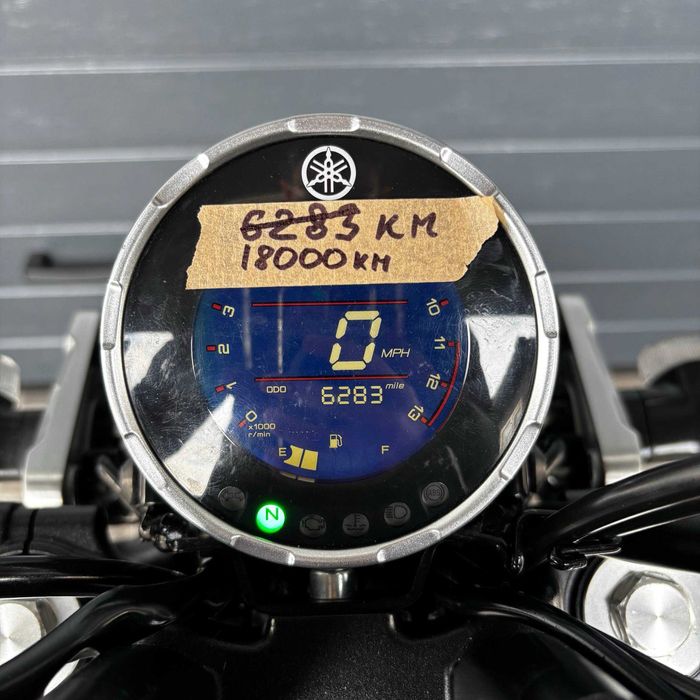 6283 KM
18000 KM
3
10
0 MPH
2
11
1
ODO 6283 mile
12
0
13
x1000
r/min
E
F
N
ABS